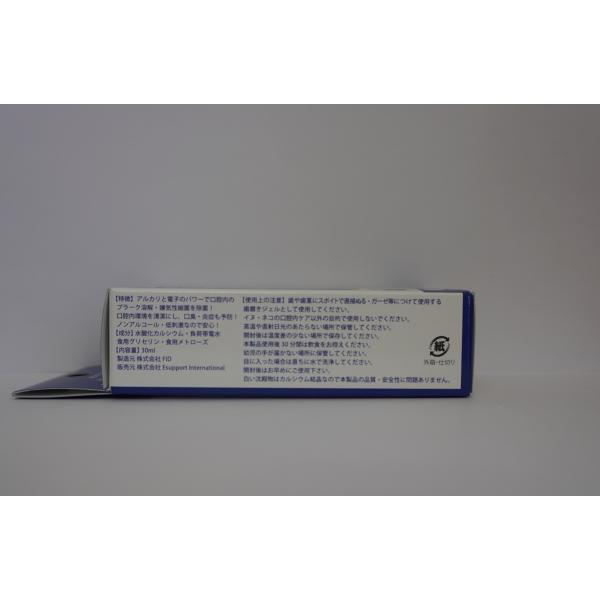 【特徴】アルカリと電子のパワーで口腔内の
プラーク溶解・嫌気性細菌を除菌！
口腔内環境を清潔にし、口臭・炎症も予防！
ノンアルコール・低刺激なので安心！
【成分】水酸化カルシウム・負荷帯電水
食用グリセリン・食用メトローズ
【内容量】30ml
製造元 株式会社 FID
販売元 株式会社 Esupport International
【使用上の注意】歯や歯茎にスポイトで直接ぬる・ガーゼ等につけて使用する
歯磨きジェルとして使用してください。
イヌ・ネコの口腔内ケア以外の目的で使用しないでください。
高温や直射日光のあたらない場所で保管してください。
開封後は温度差の少ない場所で保存してください。
本製品使用後 30 分間は飲食をお控えください。
幼児の手が届かない場所に保管してください。
目に入った場合は直ちに水で洗浄してください。
開封後はお早めにご使用下さい。
白い沈殿物はカルシウム結晶なので本製品の品質・安全性に問題ありません。
紙
外箱・仕切り